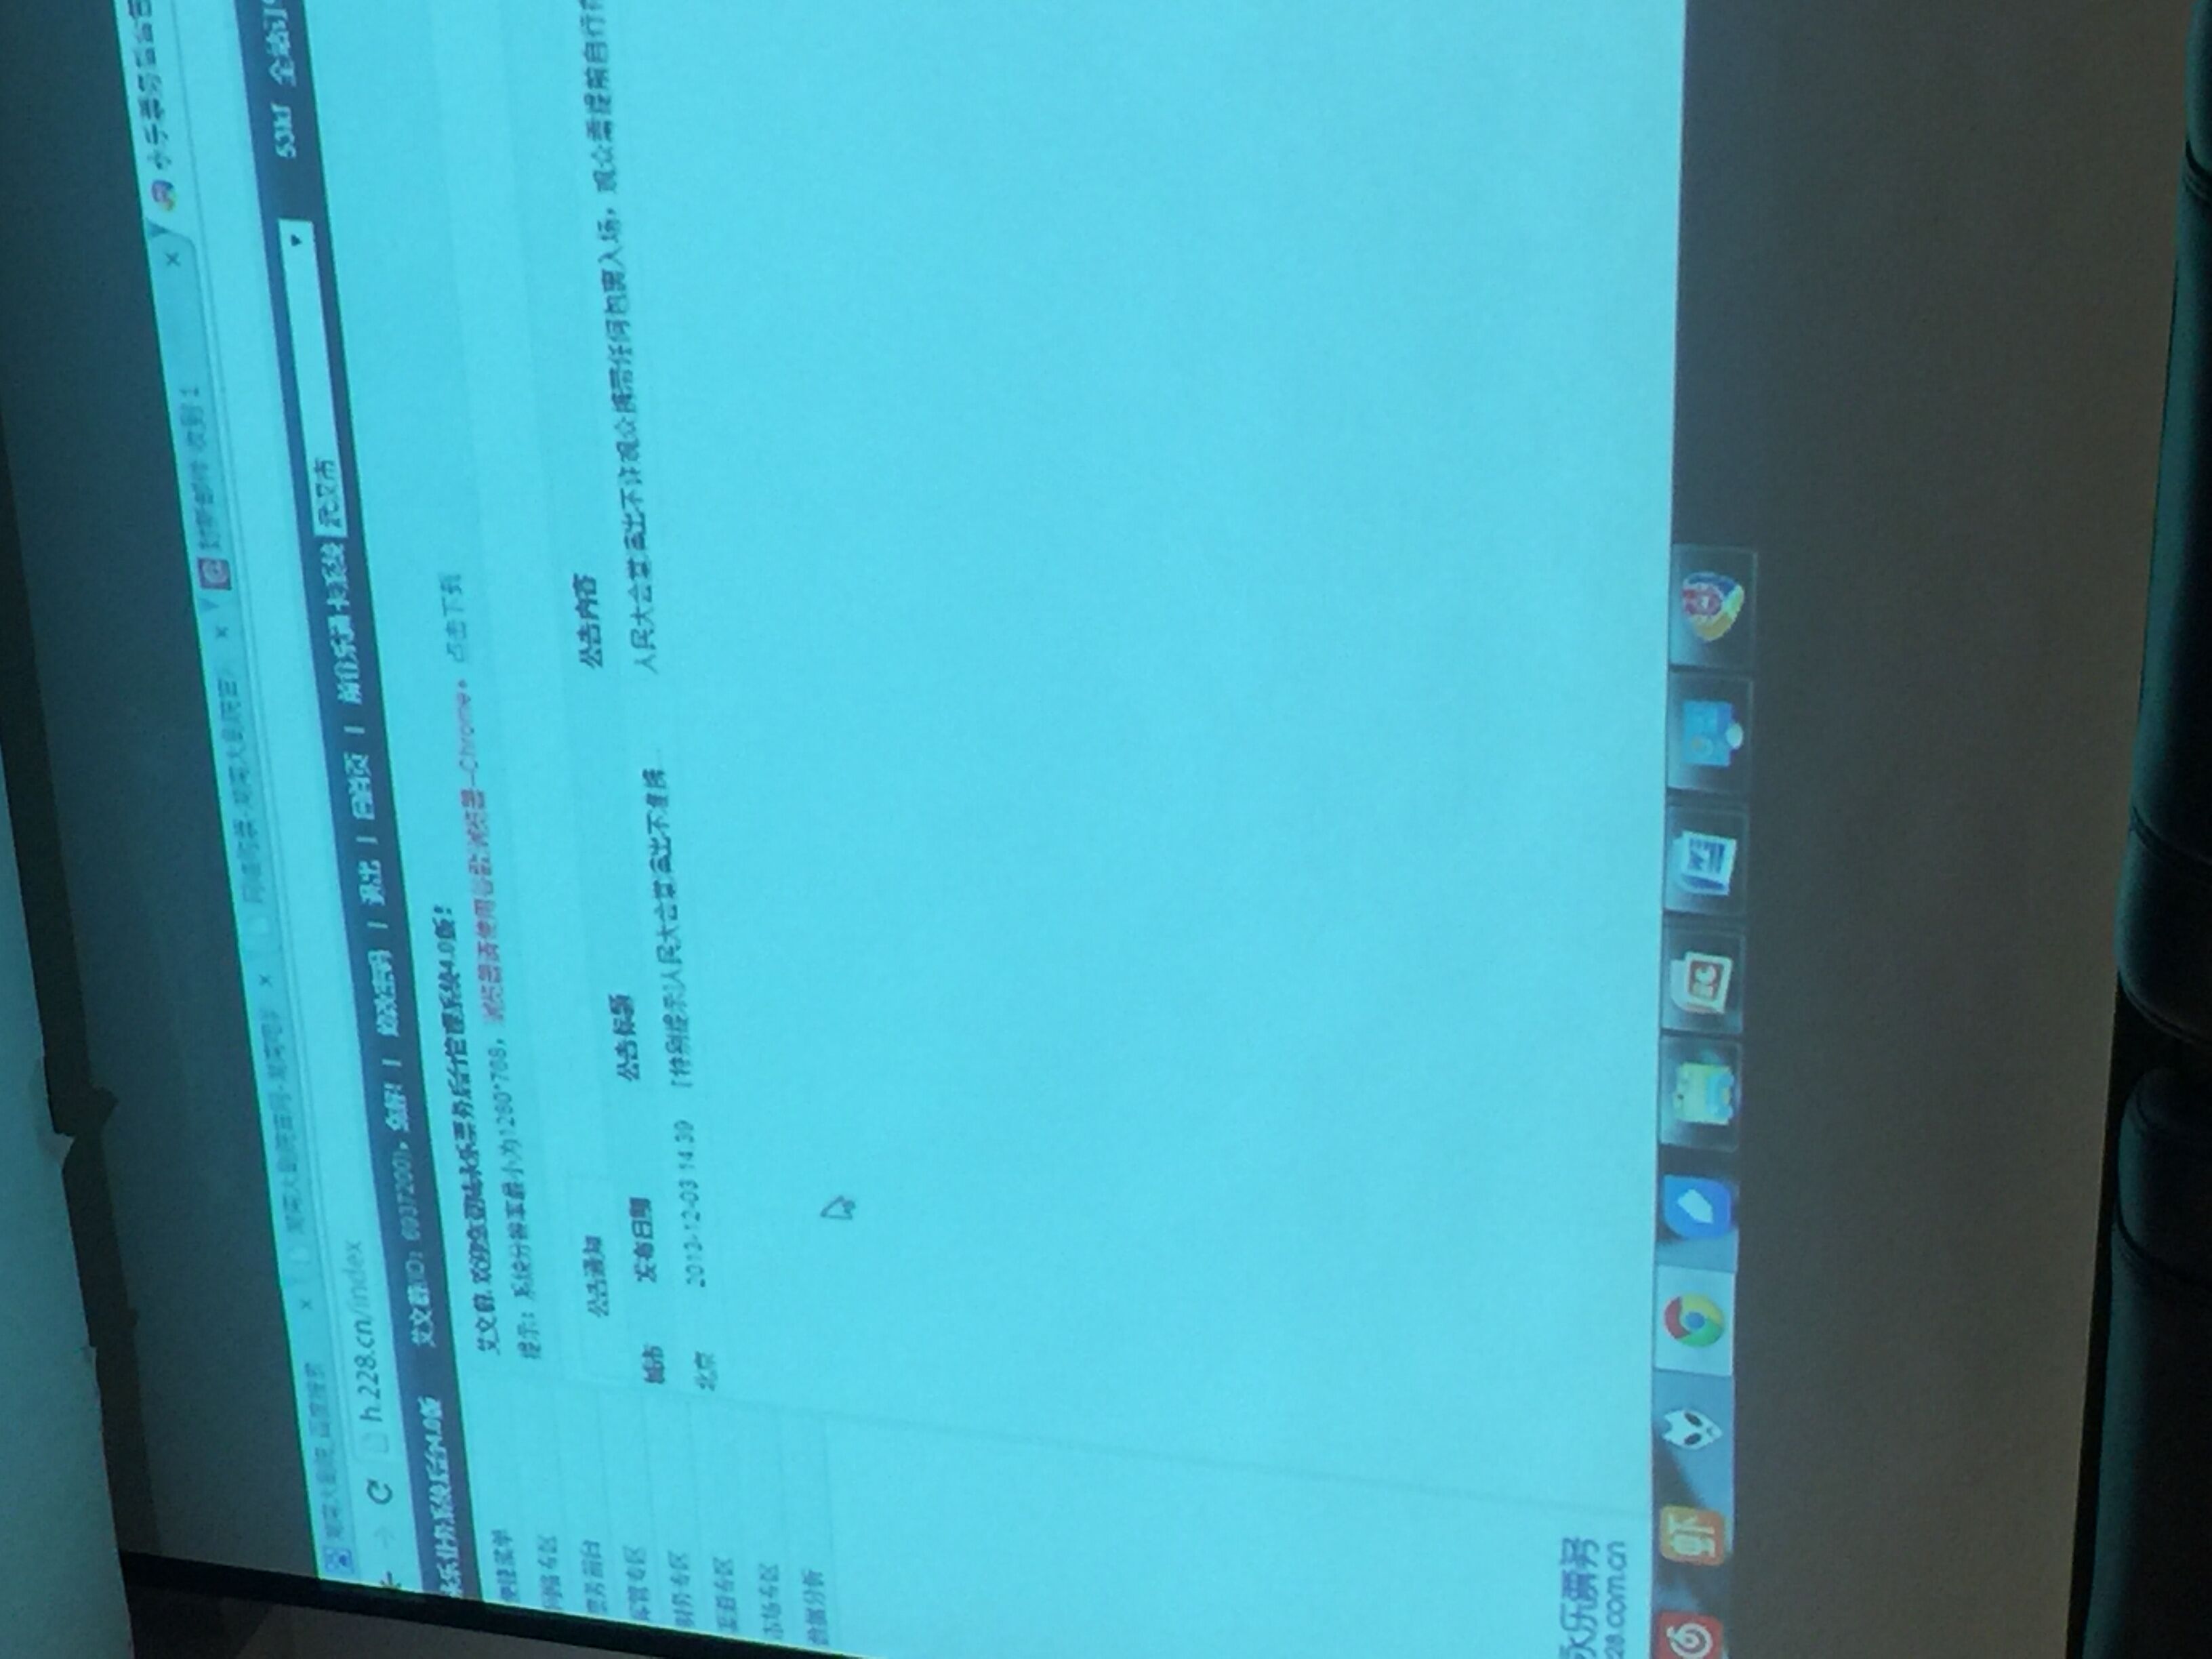 湖南大剧院_百度搜索
湖南大剧院官网-湖南
网络购票-湖南大剧院官
封新邮件 收到 1
永乐票务后台
h.228.cn/index
永乐业务系统后台4.0版
艾文蔚(ID: 6937200), 您好! | 修改密码 | 退出 | 回首页 | 前往乐通卡系统 武汉市
53kf 全站订
艾文蔚, 欢迎您登陆永乐票务后台管理系统4.0版!
提示: 系统分辨率最小为1280*768, 浏览器请使用谷歌浏览器--Chrome。 点击下载
便捷菜单
网络专区
票务前台
库管专区
财务专区
渠道专区
市场专区
数据分析
公告通知
城市 发布日期 公告标题 公告内容
北京 2013-12-03 14:39 [特别提示]人民大会堂演出不准携... 人民大会堂演出不许观众携带任何包裹入场, 观众需提前自行存
永乐票务
228.com.cn
虾